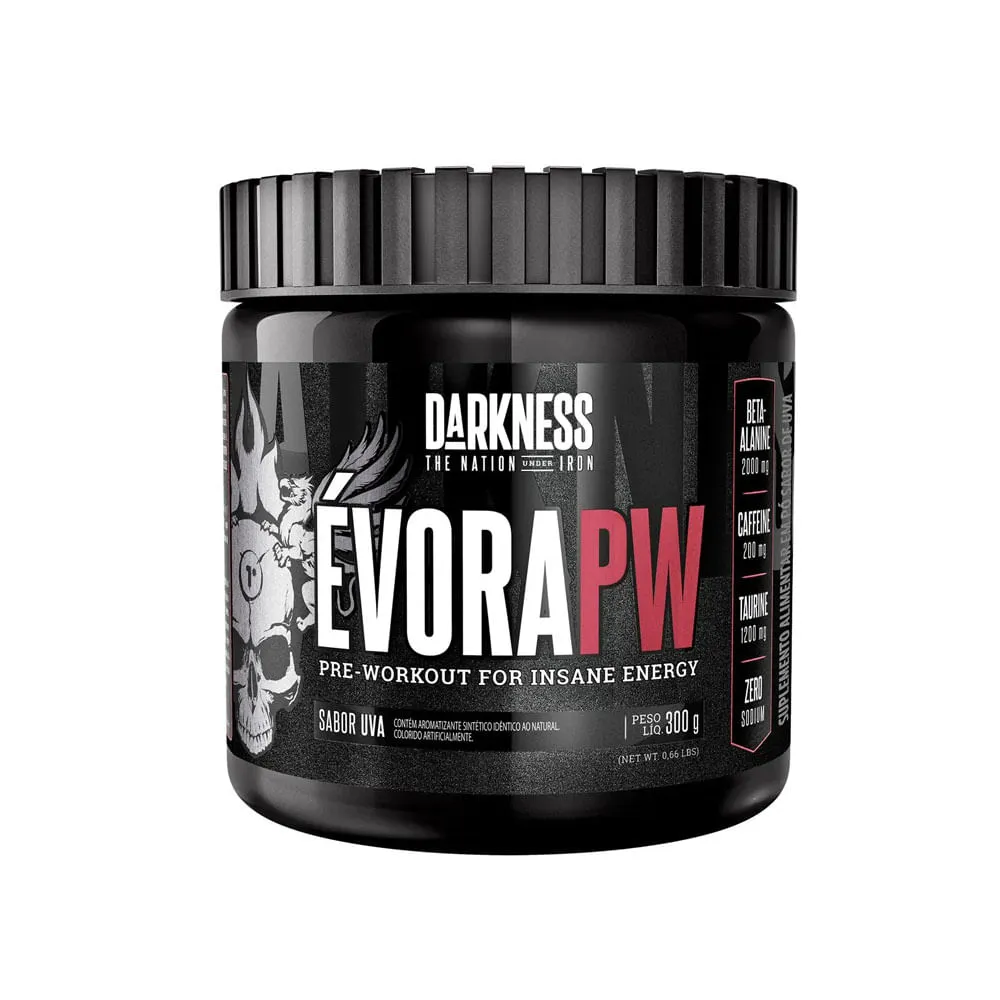 DARKNESS
THE NATION UNDER IRON
ÉVORAPW
PRE-WORKOUT FOR INSANE ENERGY
SABOR UVA
CONTÉM AROMATIZANTE SINTÉTICO IDÊNTICO AO NATURAL.
COLORIDO ARTIFICIALMENTE.
PESO
LÍQ. 300 g
(NET WT. 0,66 LBS)
BETA-
ALANINE
2000 mg
CAFFEINE
200 mg
TAURINE
1200 mg
ZERO
SODIUM
SUPLEMENTO ALIMENTAR EM PÓ SABOR DE UVA